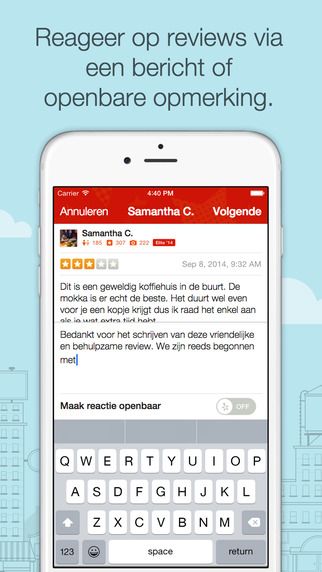 Reageer op reviews via
een bericht of
openbare opmerking.
Carrier 4:40 PM
Annuleren Samantha C. Volgende
Samantha C.
185 307 222 Elite '14
Sep 8, 2014, 9:32 AM
Dit is een geweldig koffiehuis in de buurt. De
mokka is er echt de beste. Het duurt wel even
voor je een kopje krijgt dus ik raad het enkel aan
als je wat extra tijd hebt
Bedankt voor het schrijven van deze vriendelijke
en behulpzame review. We zijn reeds begonnen
met
Maak reactie openbaar OFF
Q W E R T Y U I O P
A S D F G H J K L
Z X C V B N M
123 space return